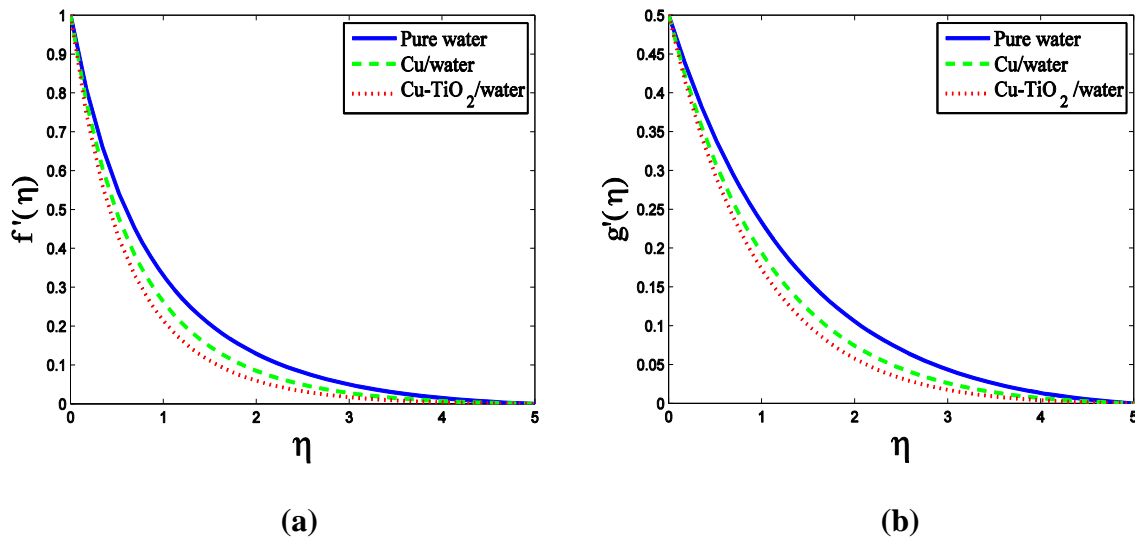 1
0.9
0.8
0.7
0.6
0.5
0.4
0.3
0.2
0.1
0
f '( η)
Pure water
Cu/water
Cu-TiO2/water
0 1 2 3 4 5
η
(a)
0.5
0.45
0.4
0.35
0.3
0.25
0.2
0.15
0.1
0.05
0
g'( η)
Pure water
Cu/water
Cu-TiO2 /water
0 1 2 3 4 5
η
(b)